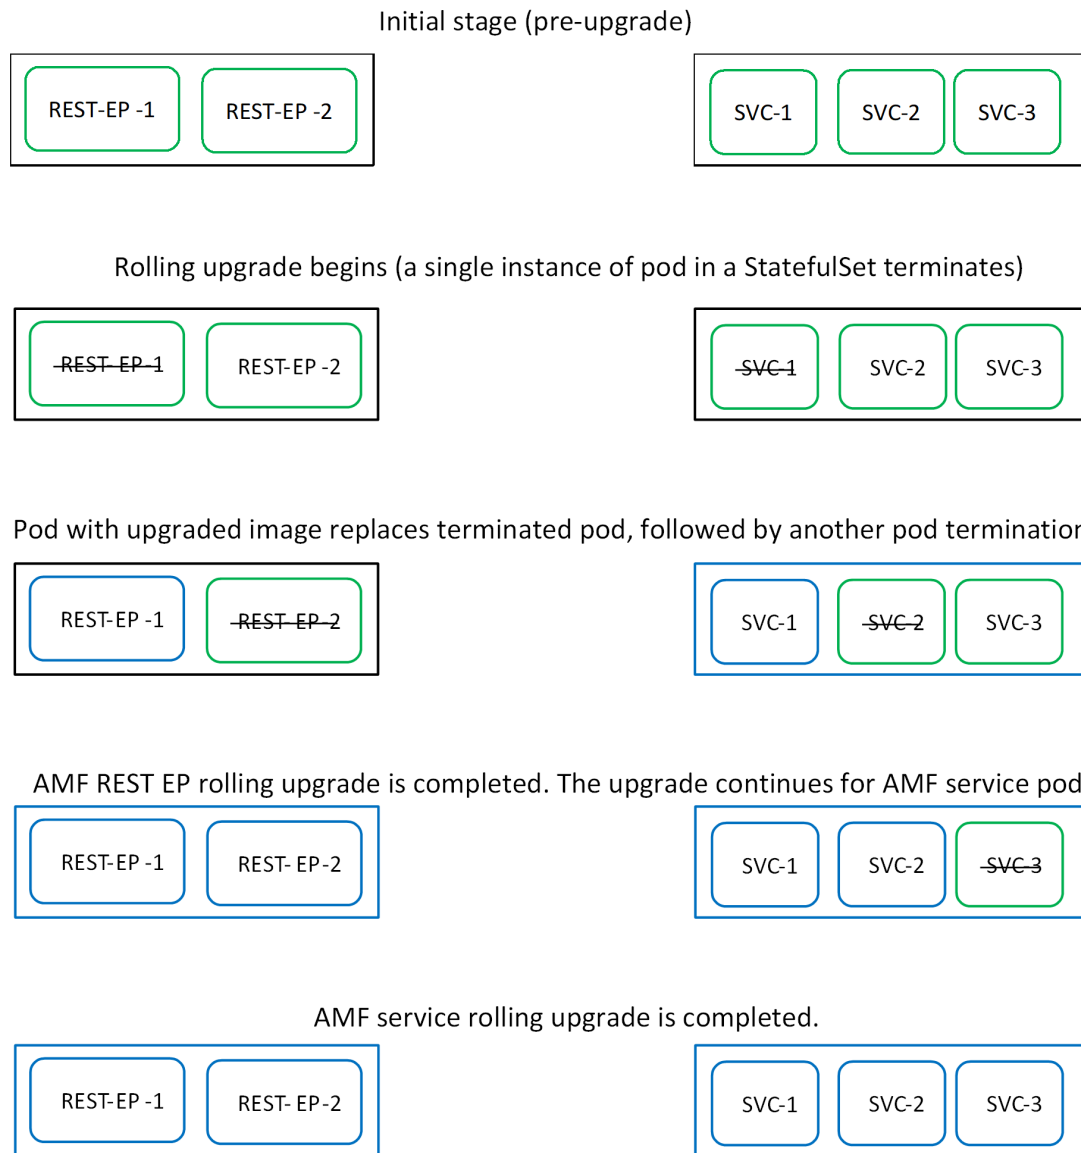 Initial stage (pre-upgrade)
REST-EP -1 REST-EP -2 SVC-1 SVC-2 SVC-3
Rolling upgrade begins (a single instance of pod in a StatefulSet terminates)
REST- EP -1 REST-EP -2 SVC-1 SVC-2 SVC-3
Pod with upgraded image replaces terminated pod, followed by another pod termination
REST-EP -1 REST- EP -2 SVC-1 SVC-2 SVC-3
AMF REST EP rolling upgrade is completed. The upgrade continues for AMF service pod
REST-EP -1 REST- EP -2 SVC-1 SVC-2 SVC-3
AMF service rolling upgrade is completed.
REST-EP -1 REST- EP -2 SVC-1 SVC-2 SVC-3